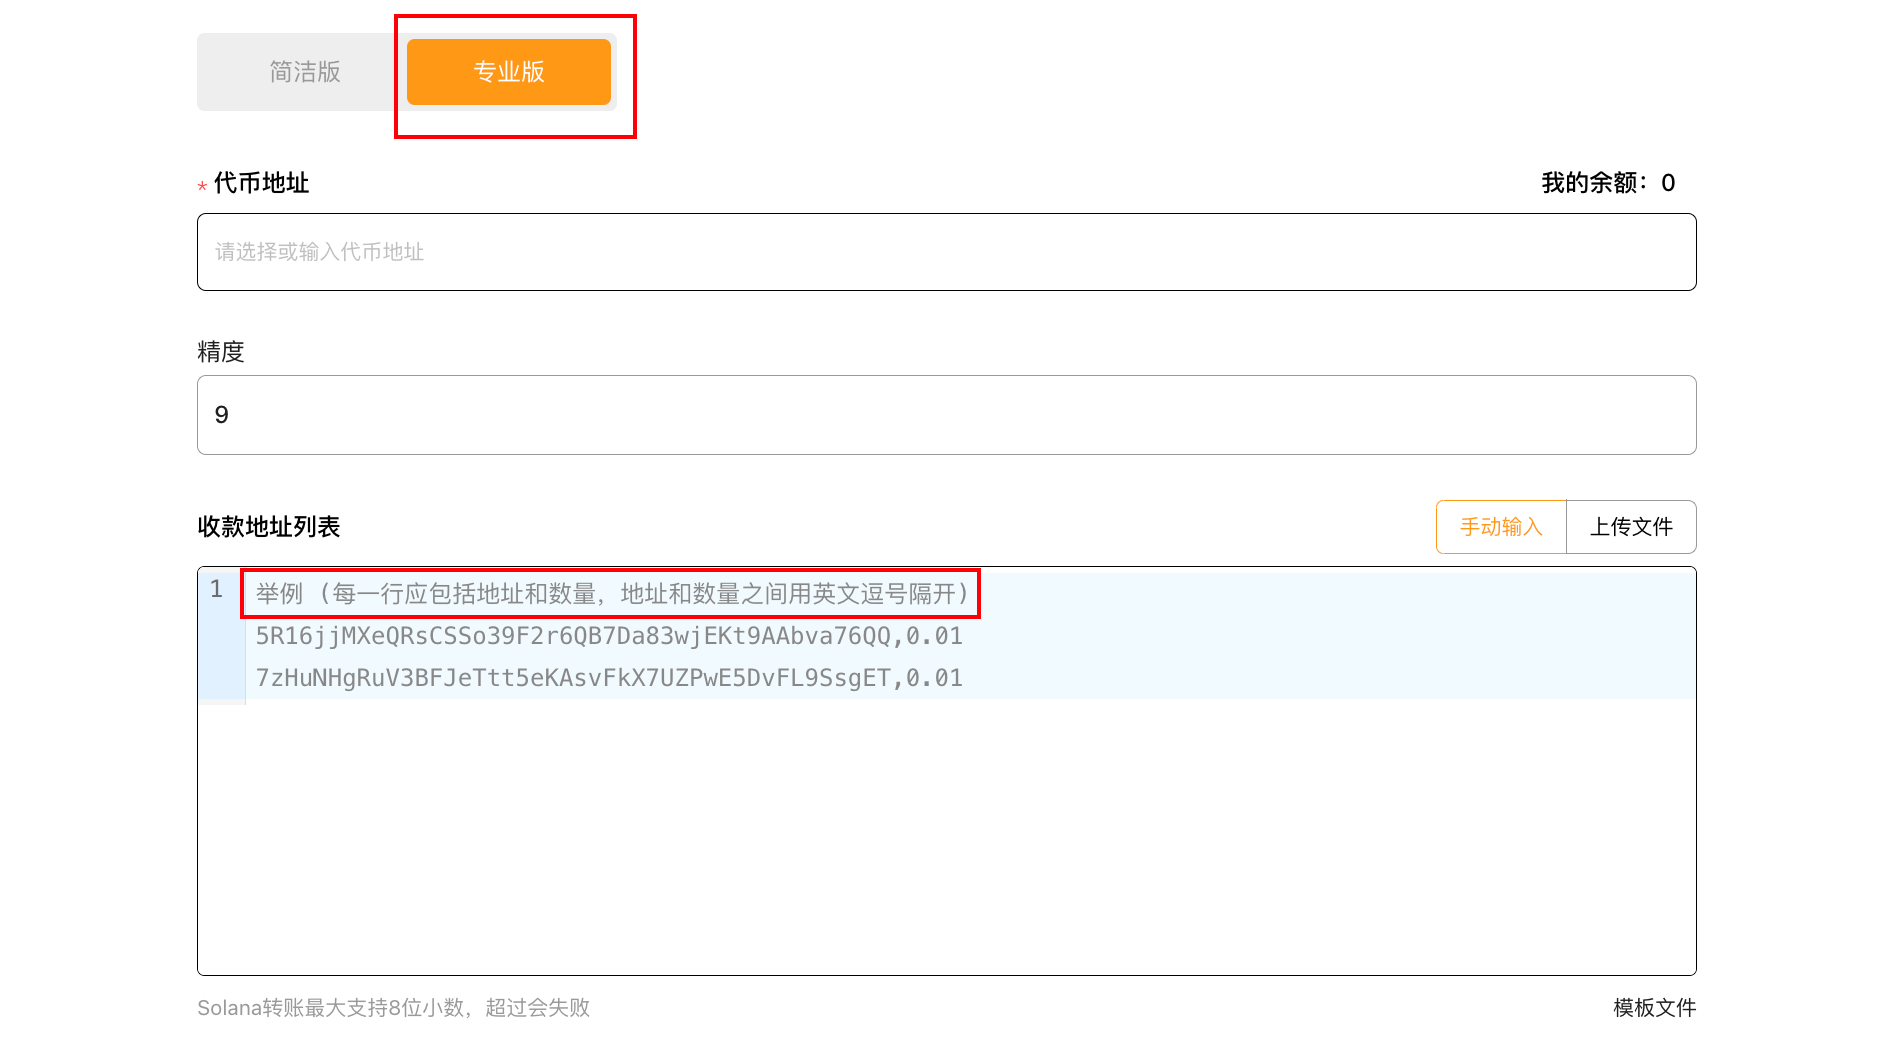 简洁版
专业版
* 代币地址
我的余额：0
请选择或输入代币地址
精度
9
收款地址列表
手动输入
上传文件
1
举例 (每一行应包括地址和数量，地址和数量之间用英文逗号隔开)
5R16jjMXeQRsCSSo39F2r6QB7Da83wjEKt9AAbva76QQ,0.01
7zHuNHgRuV3BFJeTtt5eKAsvFkX7UZPwE5DvFL9SsgET,0.01
Solana转账最大支持8位小数，超过会失败
模板文件